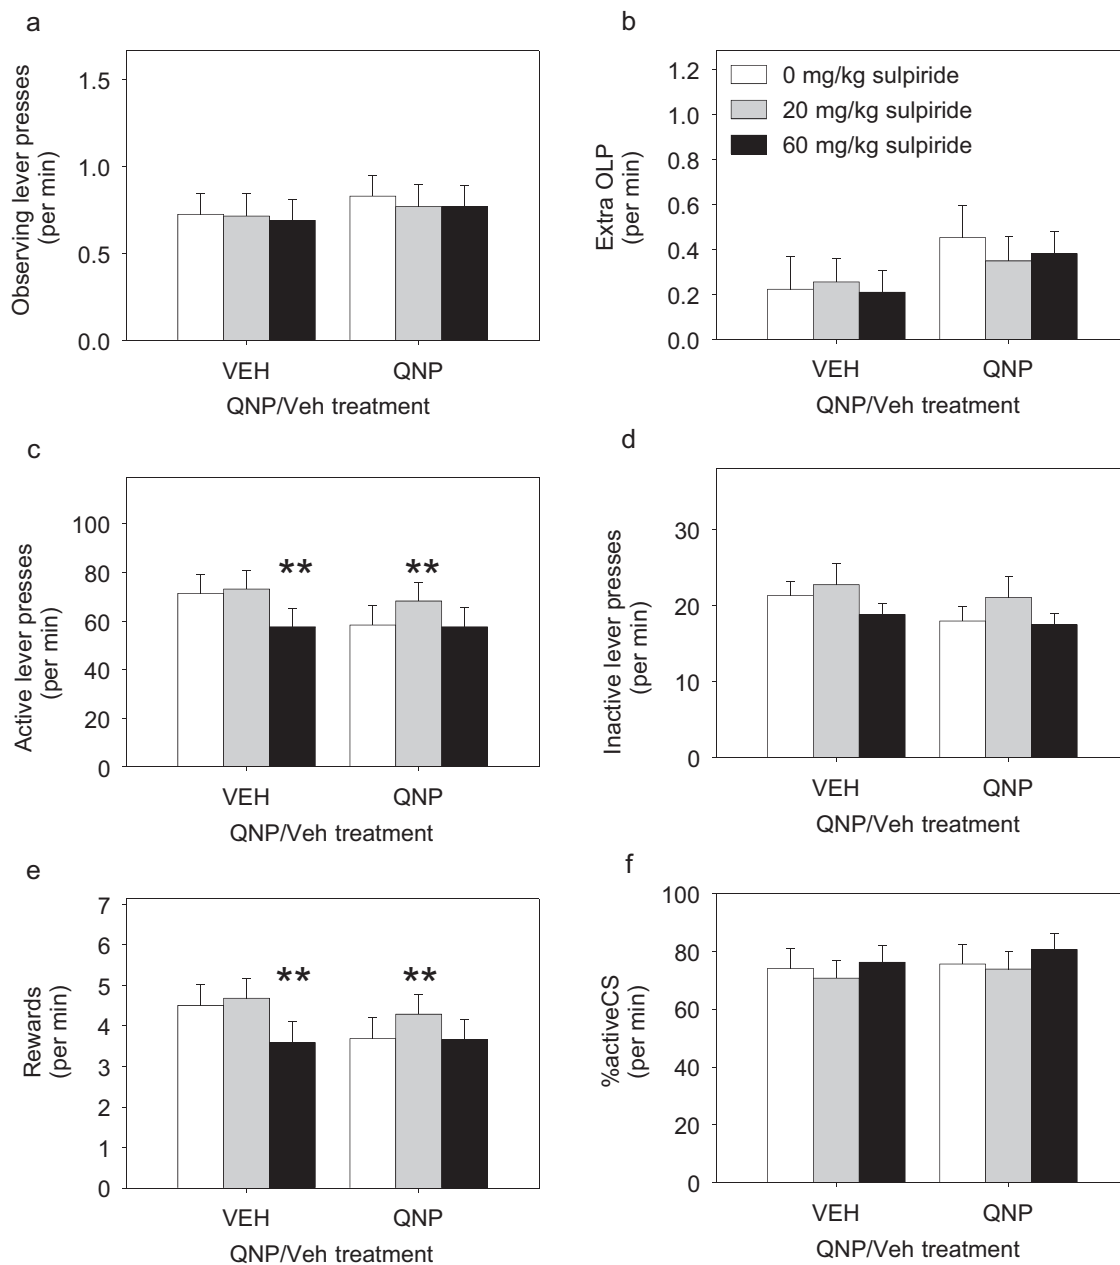 a
Observing lever presses
(per min)
1.5
1.0
0.5
0.0
VEH
QNP
QNP/Veh treatment
b
Extra OLP
(per min)
1.2
1.0
0.8
0.6
0.4
0.2
0.0
0 mg/kg sulpiride
20 mg/kg sulpiride
60 mg/kg sulpiride
VEH
QNP
QNP/Veh treatment
c
Active lever presses
(per min)
100
80
60
40
20
0
**
**
VEH
QNP
QNP/Veh treatment
d
Inactive lever presses
(per min)
30
20
10
0
VEH
QNP
QNP/Veh treatment
e
Rewards
(per min)
7
6
5
4
3
2
1
0
**
**
VEH
QNP
QNP/Veh treatment
f
%activeCS
(per min)
100
80
60
40
20
0
VEH
QNP
QNP/Veh treatment